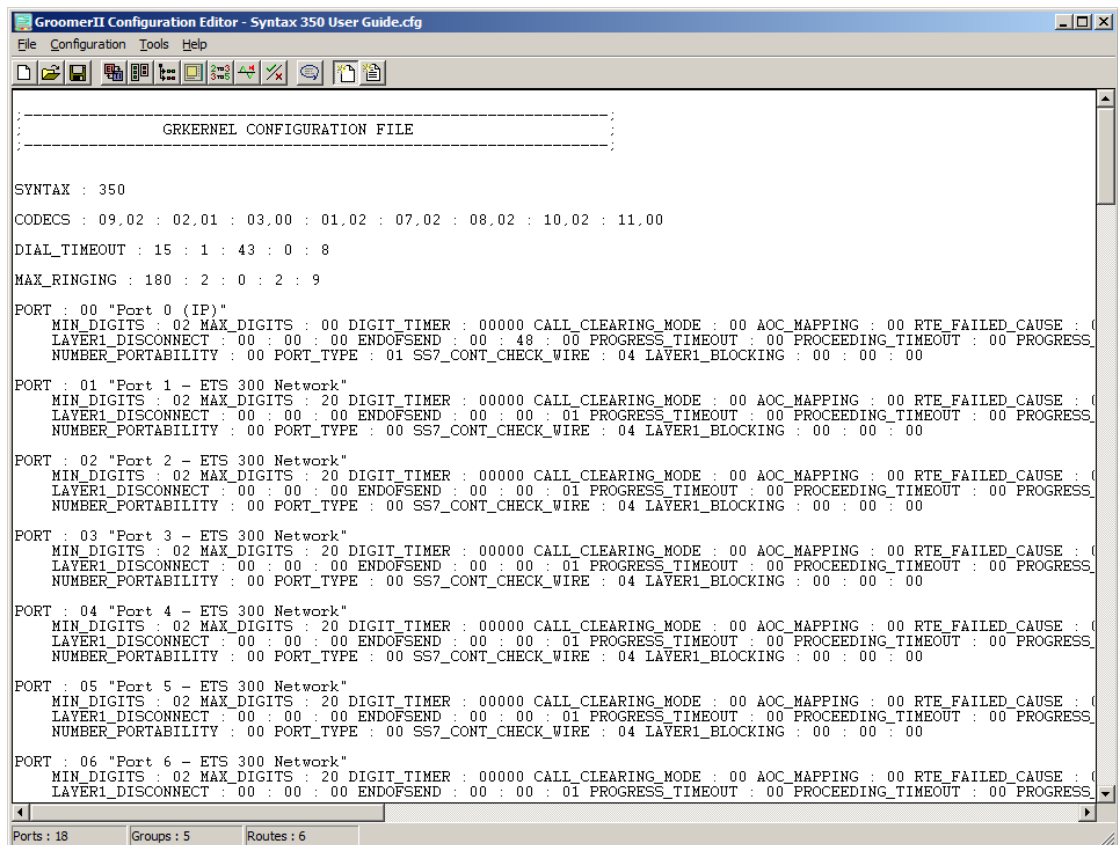 GroomerII Configuration Editor - Syntax 350 User Guide.cfg
File Configuration Tools Help
;---------------------------------------------------------------;
; GRKERNEL CONFIGURATION FILE ;
;---------------------------------------------------------------;
SYNTAX : 350
CODECS : 09,02 : 02,01 : 03,00 : 01,02 : 07,02 : 08,02 : 10,02 : 11,00
DIAL_TIMEOUT : 15 : 1 : 43 : 0 : 8
MAX_RINGING : 180 : 2 : 0 : 2 : 9
PORT : 00 "Port 0 (IP)"
MIN_DIGITS : 02 MAX_DIGITS : 00 DIGIT_TIMER : 00000 CALL_CLEARING_MODE : 00 AOC_MAPPING : 00 RTE_FAILED_CAUSE :
LAYER1_DISCONNECT : 00 : 00 : 00 ENDOFSEND : 00 : 48 : 00 PROGRESS_TIMEOUT : 00 PROCEEDING_TIMEOUT : 00 PROGRESS_
NUMBER_PORTABILITY : 00 PORT_TYPE : 01 SS7_CONT_CHECK_WIRE : 04 LAYER1_BLOCKING : 00 : 00 : 00
PORT : 01 "Port 1 - ETS 300 Network"
MIN_DIGITS : 02 MAX_DIGITS : 20 DIGIT_TIMER : 00000 CALL_CLEARING_MODE : 00 AOC_MAPPING : 00 RTE_FAILED_CAUSE :
LAYER1_DISCONNECT : 00 : 00 : 00 ENDOFSEND : 00 : 00 : 01 PROGRESS_TIMEOUT : 00 PROCEEDING_TIMEOUT : 00 PROGRESS_
NUMBER_PORTABILITY : 00 PORT_TYPE : 00 SS7_CONT_CHECK_WIRE : 04 LAYER1_BLOCKING : 00 : 00 : 00
PORT : 02 "Port 2 - ETS 300 Network"
MIN_DIGITS : 02 MAX_DIGITS : 20 DIGIT_TIMER : 00000 CALL_CLEARING_MODE : 00 AOC_MAPPING : 00 RTE_FAILED_CAUSE :
LAYER1_DISCONNECT : 00 : 00 : 00 ENDOFSEND : 00 : 00 : 01 PROGRESS_TIMEOUT : 00 PROCEEDING_TIMEOUT : 00 PROGRESS_
NUMBER_PORTABILITY : 00 PORT_TYPE : 00 SS7_CONT_CHECK_WIRE : 04 LAYER1_BLOCKING : 00 : 00 : 00
PORT : 03 "Port 3 - ETS 300 Network"
MIN_DIGITS : 02 MAX_DIGITS : 20 DIGIT_TIMER : 00000 CALL_CLEARING_MODE : 00 AOC_MAPPING : 00 RTE_FAILED_CAUSE :
LAYER1_DISCONNECT : 00 : 00 : 00 ENDOFSEND : 00 : 00 : 01 PROGRESS_TIMEOUT : 00 PROCEEDING_TIMEOUT : 00 PROGRESS_
NUMBER_PORTABILITY : 00 PORT_TYPE : 00 SS7_CONT_CHECK_WIRE : 04 LAYER1_BLOCKING : 00 : 00 : 00
PORT : 04 "Port 4 - ETS 300 Network"
MIN_DIGITS : 02 MAX_DIGITS : 20 DIGIT_TIMER : 00000 CALL_CLEARING_MODE : 00 AOC_MAPPING : 00 RTE_FAILED_CAUSE :
LAYER1_DISCONNECT : 00 : 00 : 00 ENDOFSEND : 00 : 00 : 01 PROGRESS_TIMEOUT : 00 PROCEEDING_TIMEOUT : 00 PROGRESS_
NUMBER_PORTABILITY : 00 PORT_TYPE : 00 SS7_CONT_CHECK_WIRE : 04 LAYER1_BLOCKING : 00 : 00 : 00
PORT : 05 "Port 5 - ETS 300 Network"
MIN_DIGITS : 02 MAX_DIGITS : 20 DIGIT_TIMER : 00000 CALL_CLEARING_MODE : 00 AOC_MAPPING : 00 RTE_FAILED_CAUSE :
LAYER1_DISCONNECT : 00 : 00 : 00 ENDOFSEND : 00 : 00 : 01 PROGRESS_TIMEOUT : 00 PROCEEDING_TIMEOUT : 00 PROGRESS_
NUMBER_PORTABILITY : 00 PORT_TYPE : 00 SS7_CONT_CHECK_WIRE : 04 LAYER1_BLOCKING : 00 : 00 : 00
PORT : 06 "Port 6 - ETS 300 Network"
MIN_DIGITS : 02 MAX_DIGITS : 20 DIGIT_TIMER : 00000 CALL_CLEARING_MODE : 00 AOC_MAPPING : 00 RTE_FAILED_CAUSE :
LAYER1_DISCONNECT : 00 : 00 : 00 ENDOFSEND : 00 : 00 : 01 PROGRESS_TIMEOUT : 00 PROCEEDING_TIMEOUT : 00 PROGRESS_
Ports : 18 Groups : 5 Routes : 6